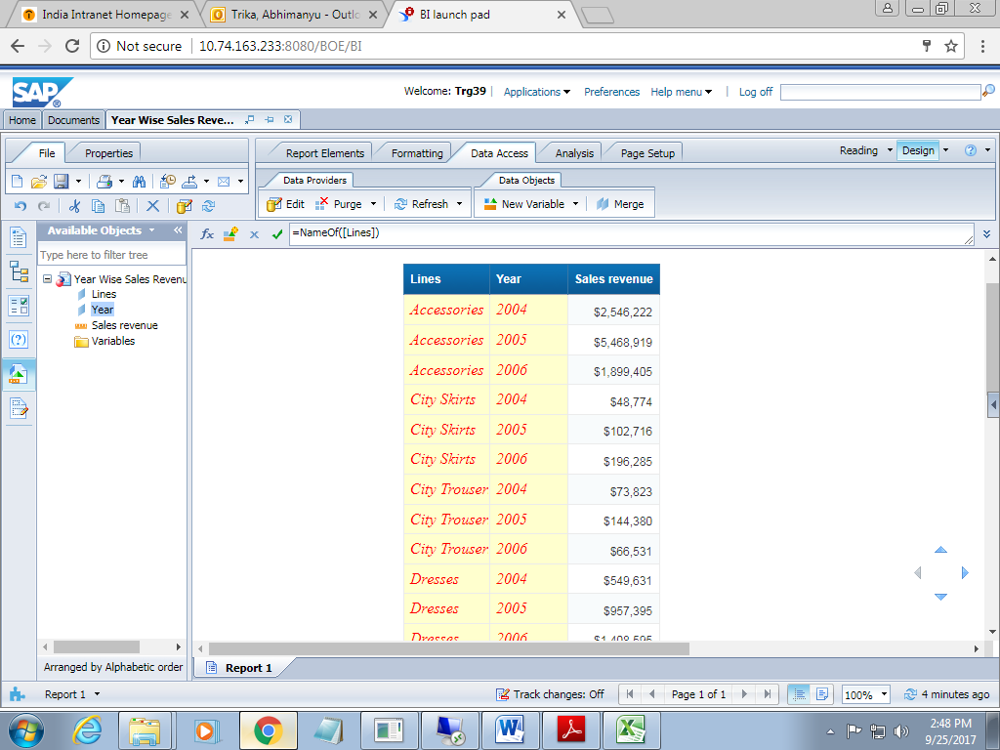 India Intranet Homepage
Trika, Abhimanyu - Outlo
BI launch pad
Not secure | 10.74.163.233:8080/BOE/BI
SAP
Welcome: Trg39 | Applications Preferences Help menu | Log off
Home Documents Year Wise Sales Reve...
File Properties
Report Elements Formatting Data Access Analysis Page Setup
Reading Design
Data Providers
Data Objects
Edit Purge Refresh
New Variable Merge
Available Objects
Type here to filter tree
=NameOf([Lines])
Year Wise Sales Revenu
Lines
Year
Sales revenue
Variables
Lines Year Sales revenue
Accessories 2004 $2,546,222
Accessories 2005 $5,468,919
Accessories 2006 $1,899,405
City Skirts 2004 $48,774
City Skirts 2005 $102,716
City Skirts 2006 $196,285
City Trouser 2004 $73,823
City Trouser 2005 $144,380
City Trouser 2006 $66,531
Dresses 2004 $549,631
Dresses 2005 $957,395
Dresses 2006
Arranged by Alphabetic order
Report 1
Report 1
Track changes: Off
Page 1 of 1
100%
4 minutes ago
2:48 PM
9/25/2017